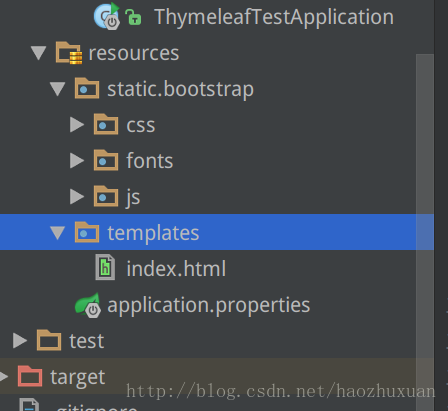 ThymeleafTestApplication
resources
static.bootstrap
css
fonts
js
templates
index.html
application.properties
test
target
http://blog.csdn.net/haozhuxuan
.gitignore